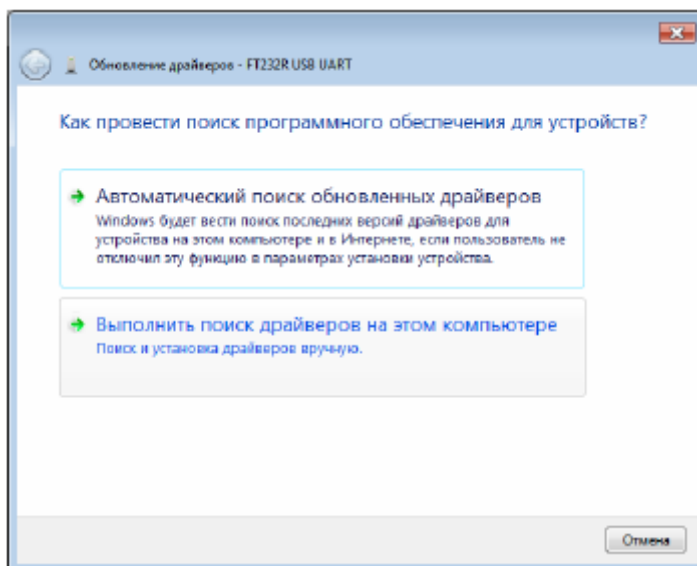 Обновление драйверов - FT232R USB UART
Как провести поиск программного обеспечения для устройств?
Автоматический поиск обновленных драйверов
Windows будет вести поиск последних версий драйверов для
устройства на этом компьютере и в Интернете, если пользователь не
отключил эту функцию в параметрах установки устройства.
Выполнить поиск драйверов на этом компьютере
Поиск и установка драйверов вручную.
Отмена